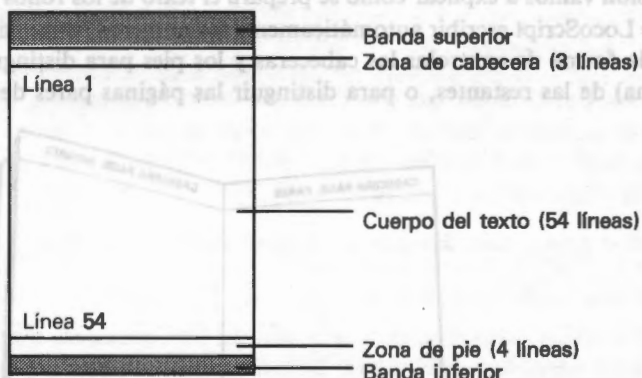 Banda superior
Zona de cabecera (3 líneas)
Línea 1
Cuerpo del texto (54 líneas)
Línea 54
Zona de pie (4 líneas)
Banda inferior